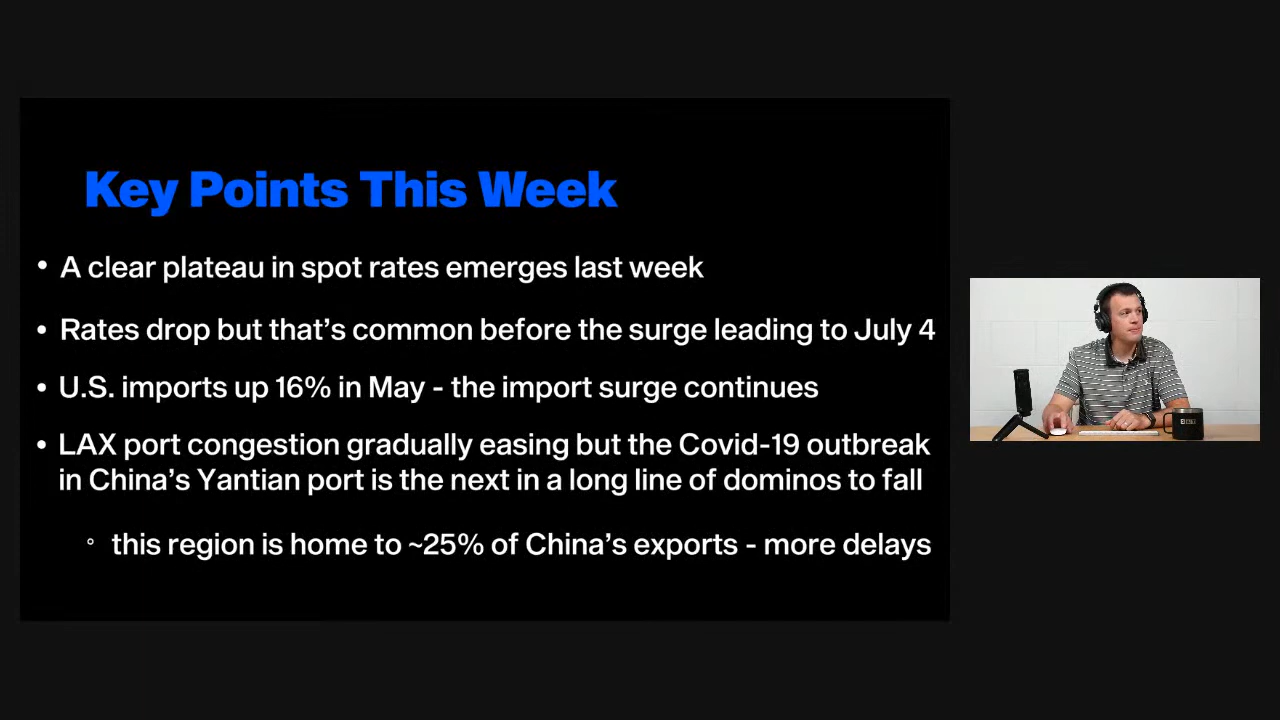 Key Points This Week
• A clear plateau in spot rates emerges last week
• Rates drop but that’s common before the surge leading to July 4
• U.S. imports up 16% in May - the import surge continues
• LAX port congestion gradually easing but the Covid-19 outbreak
in China’s Yantian port is the next in a long line of dominos to fall
◦ this region is home to ~25% of China’s exports - more delays